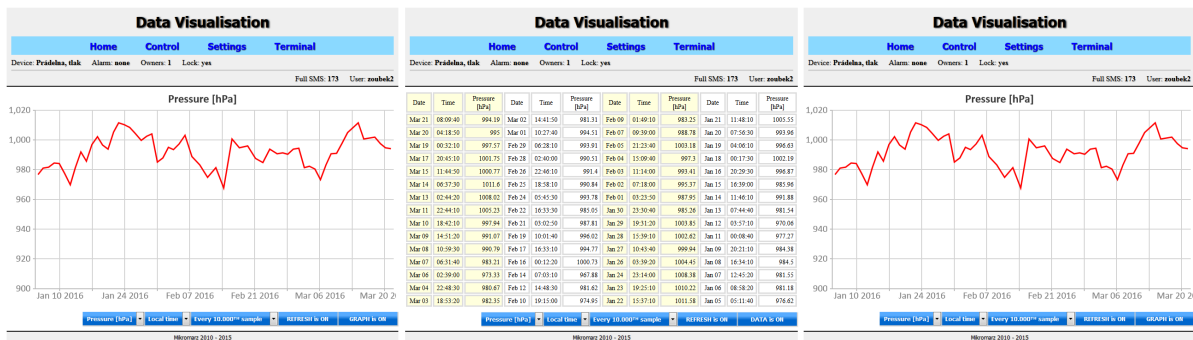 Data Visualisation
Home Control Settings Terminal
Device: Prádelna, tlak Alarm: none Owners: 1 Lock: yes
Full SMS: 173 User: zoubek2
Pressure [hPa]
1,020
1,000
980
960
940
920
900
Jan 10 2016 Jan 24 2016 Feb 07 2016 Feb 21 2016 Mar 06 2016 Mar 20 2
Pressure [hPa] Local time Every 10.000ᵀᴴ sample REFRESH is ON GRAPH is ON
Mikromarz 2010 - 2015
Data Visualisation
Home Control Settings Terminal
Device: Prádelna, tlak Alarm: none Owners: 1 Lock: yes
Full SMS: 173 User: zoubek2
Date Time Pressure [hPa] Date Time Pressure [hPa] Date Time Pressure [hPa] Date Time Pressure [hPa]
Mar 21 08:09:40 994.19 Mar 02 14:41:50 981.31 Feb 09 01:49:10 983.25 Jan 21 11:48:10 1005.55
Mar 20 04:18:50 995 Mar 01 10:27:40 994.51 Feb 07 09:39:00 988.78 Jan 20 07:56:30 993.96
Mar 19 00:32:10 997.57 Feb 29 06:28:10 993.91 Feb 05 21:23:40 1003.18 Jan 19 04:06:10 996.63
Mar 17 20:45:10 1001.75 Feb 28 02:40:00 990.51 Feb 04 15:09:40 997.3 Jan 18 00:17:30 1002.19
Mar 15 11:44:50 1000.77 Feb 26 22:46:10 991.4 Feb 03 11:14:00 993.41 Jan 16 20:29:30 996.87
Mar 14 06:37:30 1011.6 Feb 25 18:58:10 990.84 Feb 02 07:18:00 995.37 Jan 15 16:39:00 985.96
Mar 13 02:44:20 1008.02 Feb 24 05:45:30 993.78 Feb 01 03:23:50 987.95 Jan 14 11:46:10 991.88
Mar 11 22:44:10 1005.23 Feb 22 16:33:30 985.05 Jan 30 23:30:40 985.26 Jan 13 07:44:40 981.54
Mar 10 18:42:10 997.94 Feb 21 03:02:50 987.81 Jan 29 19:31:20 1003.85 Jan 12 03:57:10 970.06
Mar 09 14:51:20 991.07 Feb 19 10:01:40 996.02 Jan 28 15:39:10 1002.62 Jan 11 00:08:40 977.27
Mar 08 10:59:30 990.79 Feb 17 16:33:10 994.77 Jan 27 10:43:40 999.94 Jan 09 20:21:10 984.38
Mar 07 06:31:40 983.21 Feb 16 00:12:20 1000.73 Jan 26 03:39:20 1004.45 Jan 08 16:34:10 984.5
Mar 06 02:39:00 973.33 Feb 14 07:03:10 967.88 Jan 24 23:14:00 1008.38 Jan 07 12:45:20 981.55
Mar 04 22:48:30 980.67 Feb 12 14:48:30 981.62 Jan 23 19:25:10 1010.22 Jan 06 08:58:20 981.18
Mar 03 18:53:20 982.35 Feb 10 19:15:00 974.95 Jan 22 15:37:10 1011.58 Jan 05 05:11:40 976.62
Pressure [hPa] Local time Every 10.000ᵀᴴ sample REFRESH is ON DATA is ON
Mikromarz 2010 - 2015
Data Visualisation
Home Control Settings Terminal
Device: Prádelna, tlak Alarm: none Owners: 1 Lock: yes
Full SMS: 173 User: zoubek2
Pressure [hPa]
1,020
1,000
980
960
940
920
900
Jan 10 2016 Jan 24 2016 Feb 07 2016 Feb 21 2016 Mar 06 2016 Mar 20 2
Pressure [hPa] Local time Every 10.000ᵀᴴ sample REFRESH is ON GRAPH is ON
Mikromarz 2010 - 2015